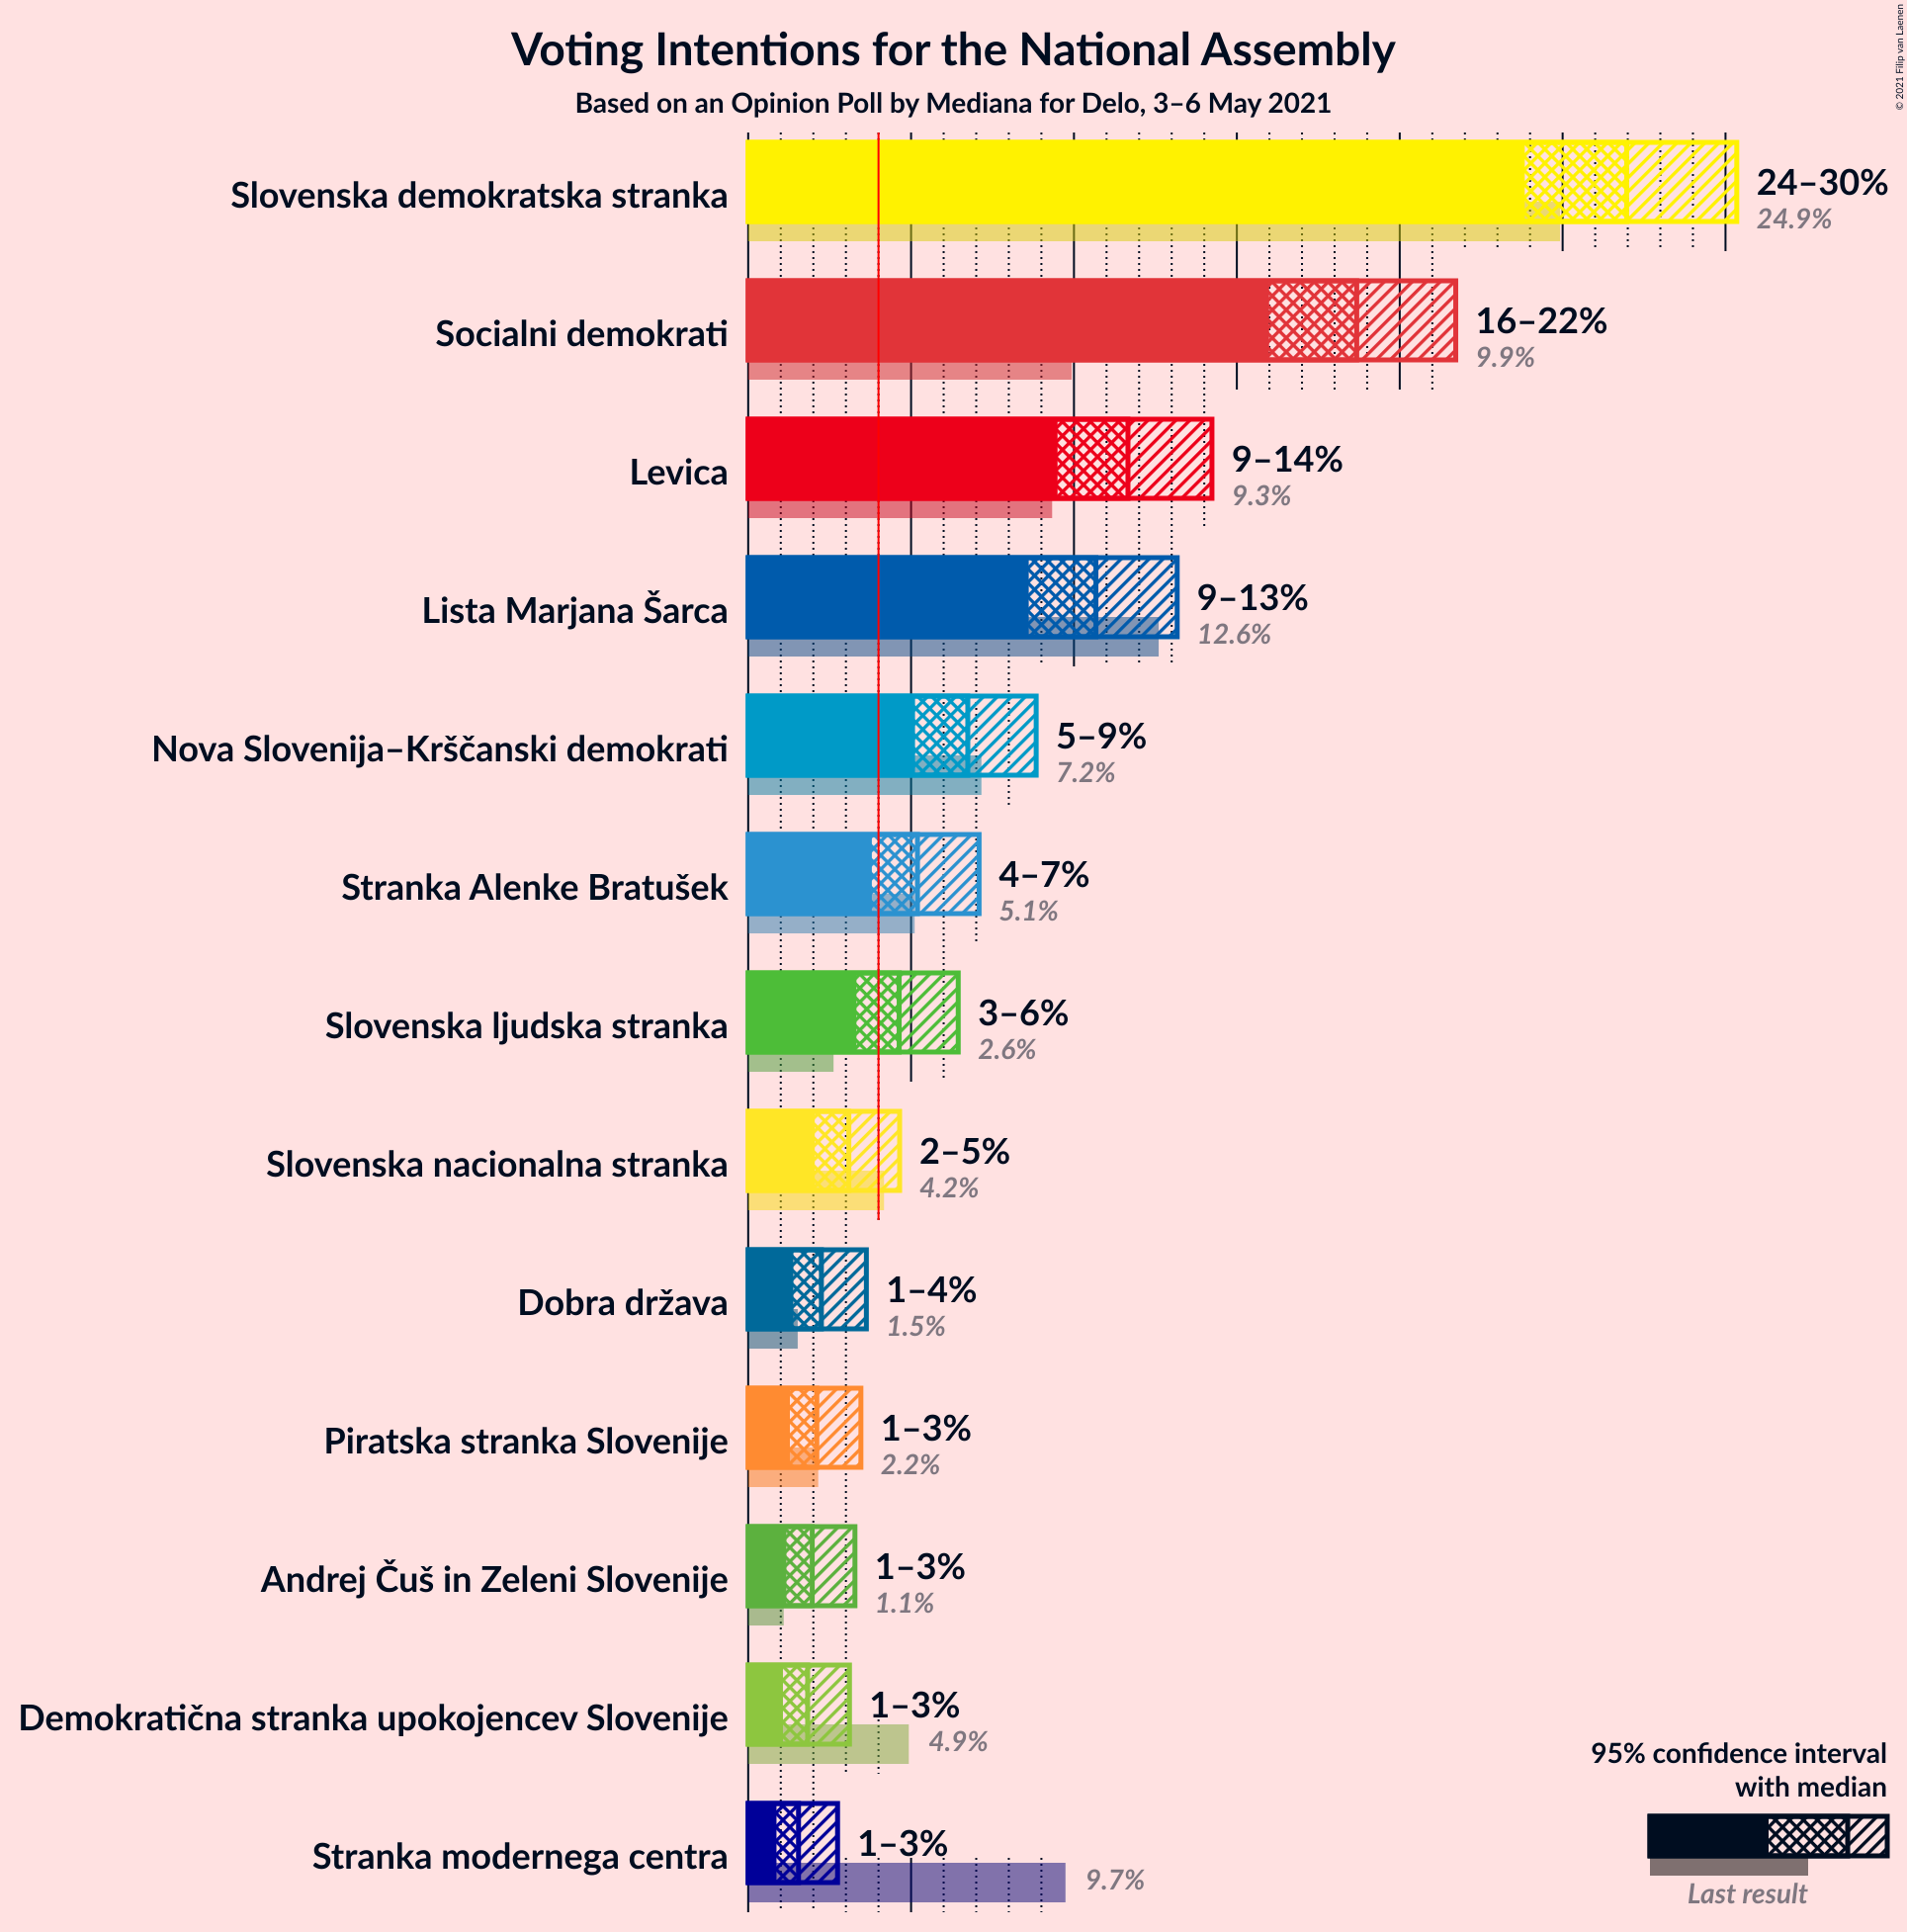 Voting Intentions for the National Assembly
Based on an Opinion Poll by Mediana for Delo, 3–6 May 2021
© 2021 Filip van Laenen
Slovenska demokratska stranka
24–30%
24.9%
Socialni demokrati
16–22%
9.9%
Levica
9–14%
9.3%
Lista Marjana Šarca
9–13%
12.6%
Nova Slovenija–Krščanski demokrati
5–9%
7.2%
Stranka Alenke Bratušek
4–7%
5.1%
Slovenska ljudska stranka
3–6%
2.6%
Slovenska nacionalna stranka
2–5%
4.2%
Dobra država
1–4%
1.5%
Piratska stranka Slovenije
1–3%
2.2%
Andrej Čuš in Zeleni Slovenije
1–3%
1.1%
Demokratična stranka upokojencev Slovenije
1–3%
4.9%
Stranka modernega centra
1–3%
9.7%
95% confidence interval
with median
Last result